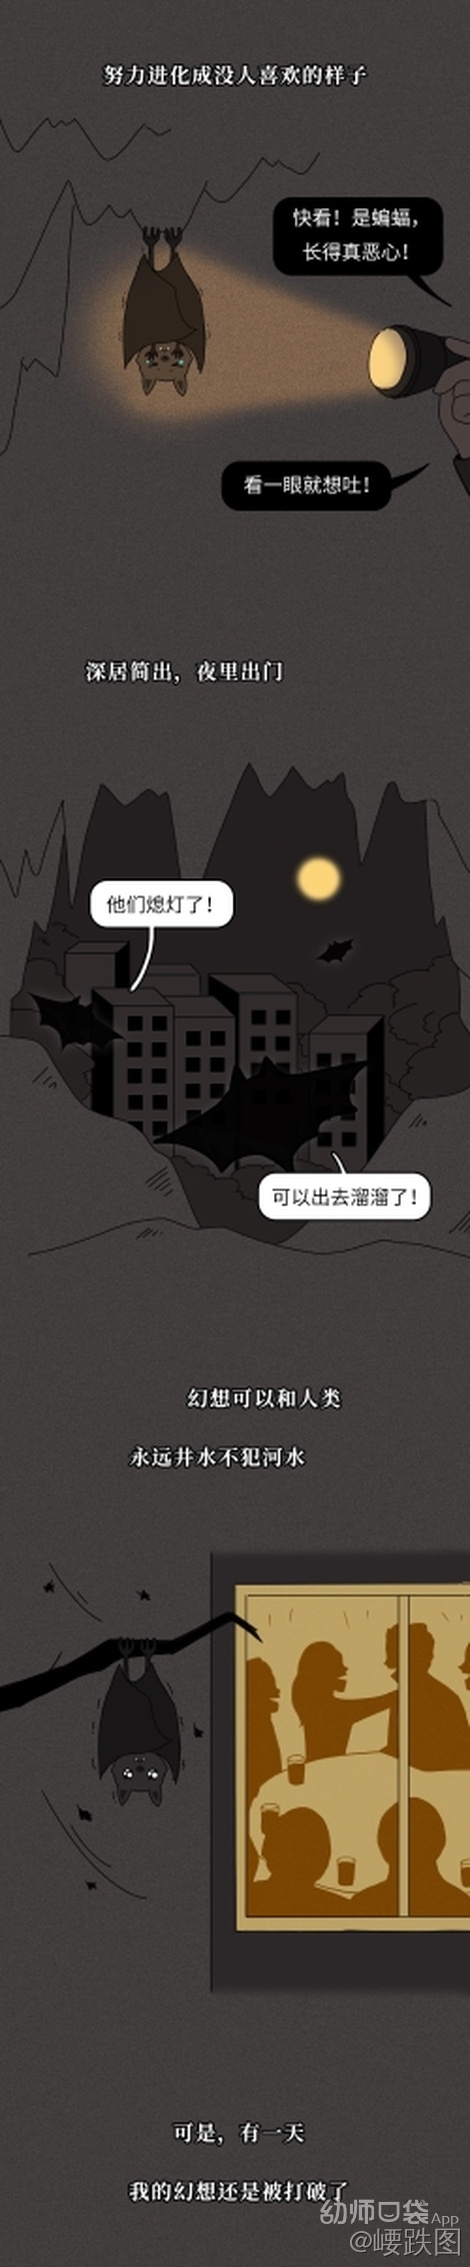 努力进化成没人喜欢的样子
快看！是蝙蝠，
长得真恶心！
看一眼就想吐！
深居简出，夜里出门
他们熄灯了！
可以出去溜溜了！
幻想可以和人类
永远井水不犯河水
可是，有一天
我的幻想还是被打破了
幼师口袋App
@崾跌图